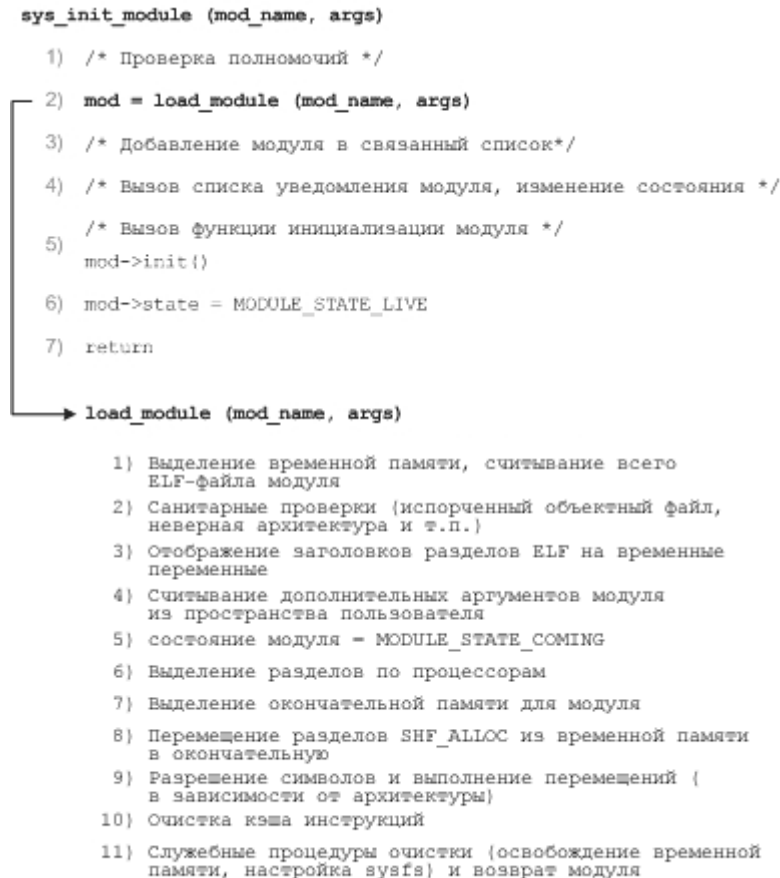 sys_init_module (mod_name, args)
1) /* Проверка полномочий */
2) mod = load_module (mod_name, args)
3) /* Добавление модуля в связанный список*/
4) /* Вызов списка уведомления модуля, изменение состояния */
/* Вызов функции инициализации модуля */
5)
mod->init()
6) mod->state = MODULE_STATE_LIVE
7) return
load_module (mod_name, args)
1) Выделение временной памяти, считывание всего
ELF-файла модуля
2) Санитарные проверки (испорченный объектный файл,
неверная архитектура и т.п.)
3) Отображение заголовков разделов ELF на временные
переменные
4) Считывание дополнительных аргументов модуля
из пространства пользователя
5) состояние модуля = MODULE_STATE_COMING
6) Выделение разделов по процессорам
7) Выделение окончательной памяти для модуля
8) Перемещение разделов SHF_ALLOC из временной памяти
в окончательную
9) Разрешение символов и выполнение перемещений (
в зависимости от архитектуры)
10) Очистка кэша инструкций
11) Служебные процедуры очистки (освобождение временной
памяти, настройка sysfs) и возврат модуля